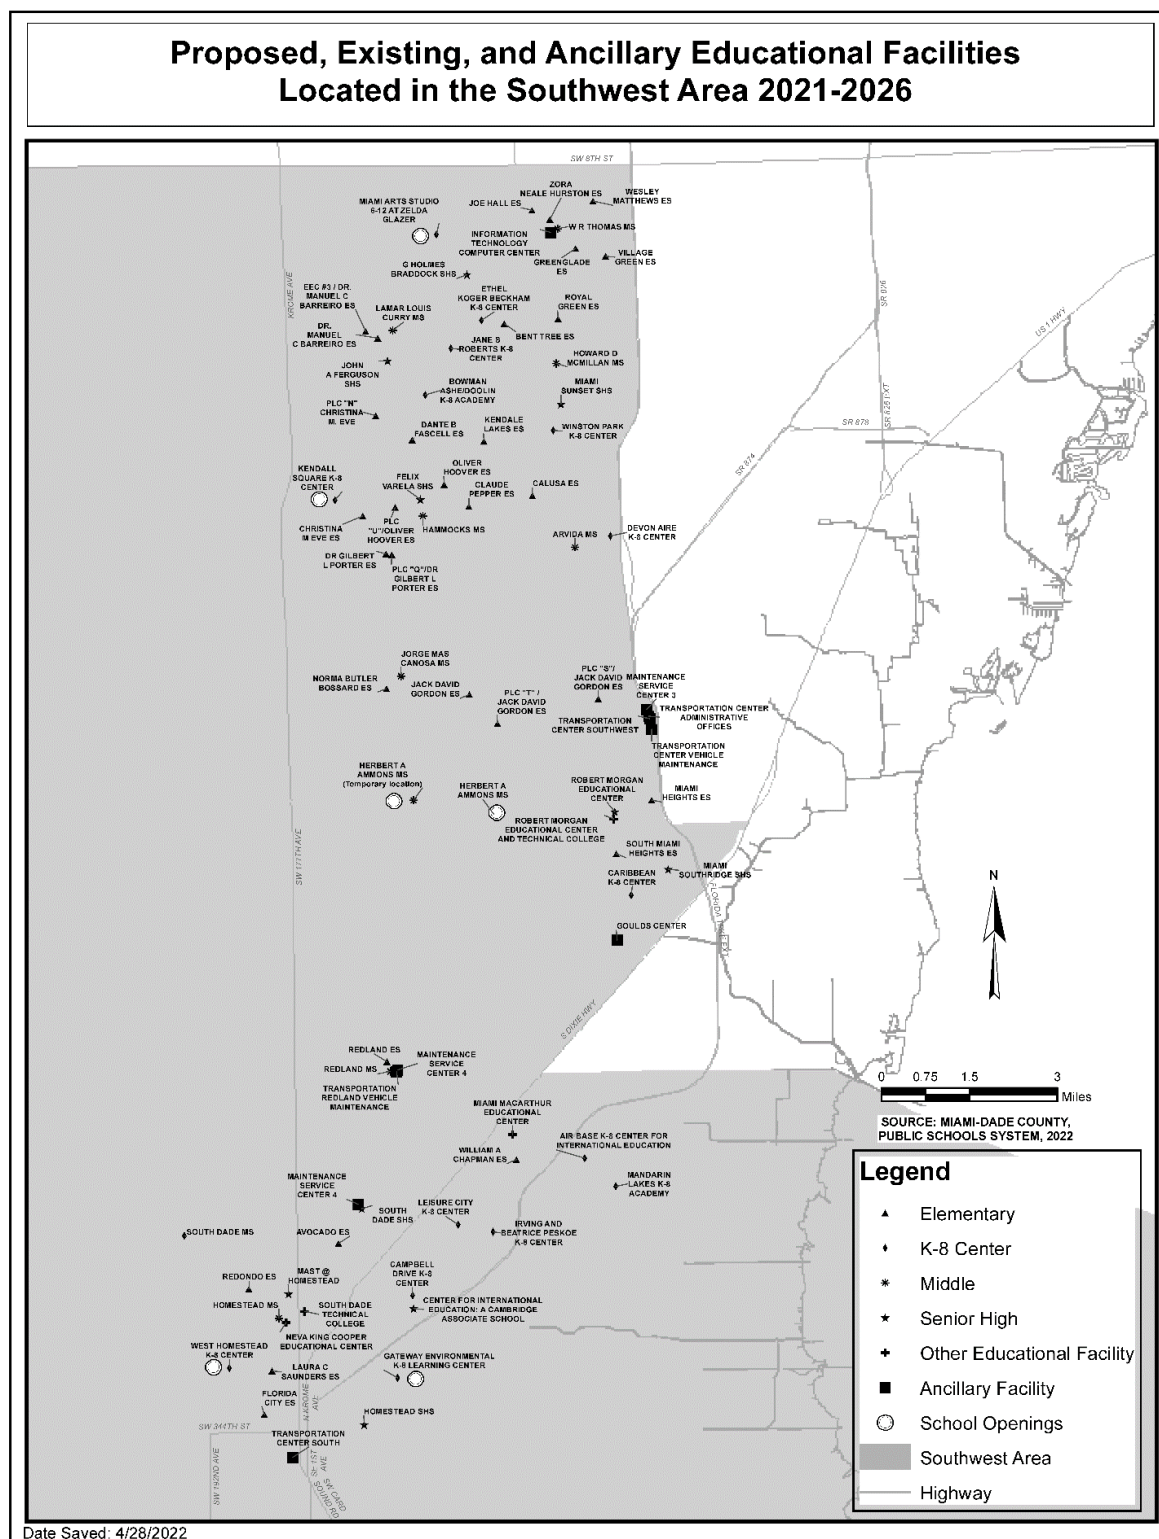 Proposed, Existing, and Ancillary Educational Facilities
Located in the Southwest Area 2021-2026
SW 8TH ST
ZORA
NEALE HURSTON ES
WESLEY
MATTHEWS ES
JOE HALL ES
MIAMI ARTS STUDIO
6-12 AT ZELDA
GLAZER
W R THOMAS MS
INFORMATION
TECHNOLOGY
COMPUTER CENTER
GREENGLADE
ES
VILLAGE
GREEN ES
G HOLMES
BRADDOCK SHS
KROME AVE
EEC #3 / DR.
MANUEL C
BARREIRO ES
LAMAR LOUIS
CURRY MS
ETHEL
KOGER BECKHAM
K-8 CENTER
ROYAL
GREEN ES
SR 826
US 1 HWY
DR.
MANUEL
C BARREIRO ES
BENT TREE ES
JANE S
ROBERTS K-8
CENTER
HOWARD D
MCMILLAN MS
JOHN
A FERGUSON
SHS
BOWMAN
ASHE/DOOLIN
K-8 ACADEMY
MIAMI
SUNSET SHS
PLC "N"
CHRISTINA
M. EVE
DANTE B
FASCELL ES
KENDALE
LAKES ES
WINSTON PARK
K-8 CENTER
SR 878
SR 826 EXT
SR 874
KENDALL
SQUARE K-8
CENTER
FELIX
VARELA SHS
OLIVER
HOOVER ES
CLAUDE
PEPPER ES
CALUSA ES
CHRISTINA
M EVE ES
PLC
"U"/OLIVER
HOOVER ES
HAMMOCKS MS
ARVIDA MS
DEVON AIRE
K-8 CENTER
DR GILBERT
L PORTER ES
PLC "Q"/DR
GILBERT L
PORTER ES
JORGE MAS
CANOSA MS
NORMA BUTLER
BOSSARD ES
JACK DAVID
GORDON ES
PLC "T" /
JACK DAVID
GORDON ES
PLC "S"/
JACK DAVID
GORDON ES
MAINTENANCE
SERVICE
CENTER 3
TRANSPORTATION CENTER
ADMINISTRATIVE
OFFICES
TRANSPORTATION
CENTER SOUTHWEST
TRANSPORTATION
CENTER VEHICLE
MAINTENANCE
HERBERT A
AMMONS MS
(Temporary location)
HERBERT A
AMMONS MS
ROBERT MORGAN
EDUCATIONAL
CENTER
MIAMI
HEIGHTS ES
ROBERT MORGAN
EDUCATIONAL CENTER
AND TECHNICAL COLLEGE
SW 177TH AVE
SOUTH MIAMI
HEIGHTS ES
MIAMI
SOUTHRIDGE SHS
CARIBBEAN
K-8 CENTER
GOULDS CENTER
N
S DIXIE HWY
REDLAND ES
REDLAND MS
MAINTENANCE
SERVICE
CENTER 4
TRANSPORTATION
REDLAND VEHICLE
MAINTENANCE
0 0.75 1.5 3
Miles
SOURCE: MIAMI-DADE COUNTY,
PUBLIC SCHOOLS SYSTEM, 2022
MIAMI MACARTHUR
EDUCATIONAL
CENTER
WILLIAM A
CHAPMAN ES
AIR BASE K-8 CENTER FOR
INTERNATIONAL EDUCATION
MANDARIN
LAKES K-8
ACADEMY
MAINTENANCE
SERVICE
CENTER 4
SOUTH
DADE SHS
LEISURE CITY
K-8 CENTER
IRVING AND
BEATRICE PESKOE
K-8 CENTER
SOUTH DADE MS
AVOCADO ES
REDONDO ES
MAST @
HOMESTEAD
CAMPBELL
DRIVE K-8
CENTER
HOMESTEAD MS
SOUTH DADE
TECHNICAL
COLLEGE
CENTER FOR INTERNATIONAL
EDUCATION: A CAMBRIDGE
ASSOCIATE SCHOOL
NEVA KING COOPER
EDUCATIONAL CENTER
WEST HOMESTEAD
K-8 CENTER
LAURA C
SAUNDERS ES
GATEWAY ENVIRONMENTAL
K-8 LEARNING CENTER
FLORIDA
CITY ES
N KROME
AVE
HOMESTEAD SHS
SW 344TH ST
TRANSPORTATION
CENTER SOUTH
SW 192ND AVE
SE 1ST
AVE
SW CARD
SOUND RD
Legend
Elementary
K-8 Center
Middle
Senior High
Other Educational Facility
Ancillary Facility
School Openings
Southwest Area
Highway
Date Saved: 4/28/2022